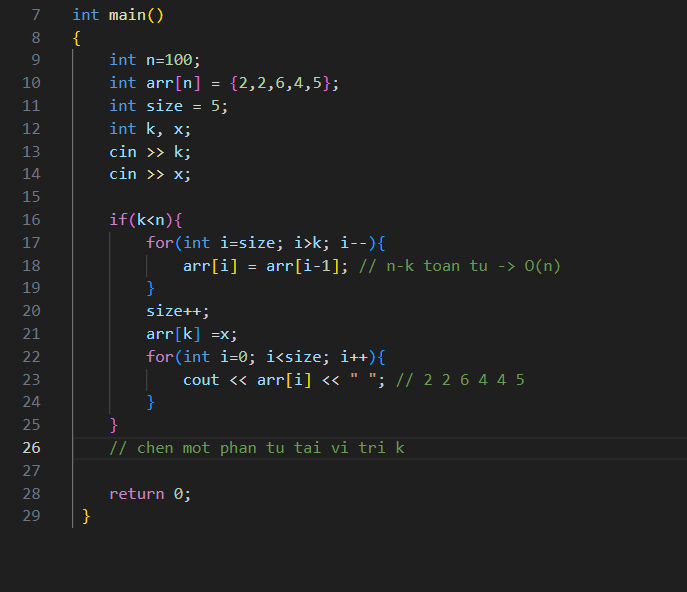 7 int main()
8 {
9 int n=100;
10 int arr[n] = {2,2,6,4,5};
11 int size = 5;
12 int k, x;
13 cin >> k;
14 cin >> x;
15
16 if(k<n){
17 for(int i=size; i>k; i--){
18 arr[i] = arr[i-1]; // n-k toan tu -> O(n)
19 }
20 size++;
21 arr[k] =x;
22 for(int i=0; i<size; i++){
23 cout << arr[i] << " "; // 2 2 6 4 4 5
24 }
25 }
26 // chen mot phan tu tai vi tri k
27
28 return 0;
29 }